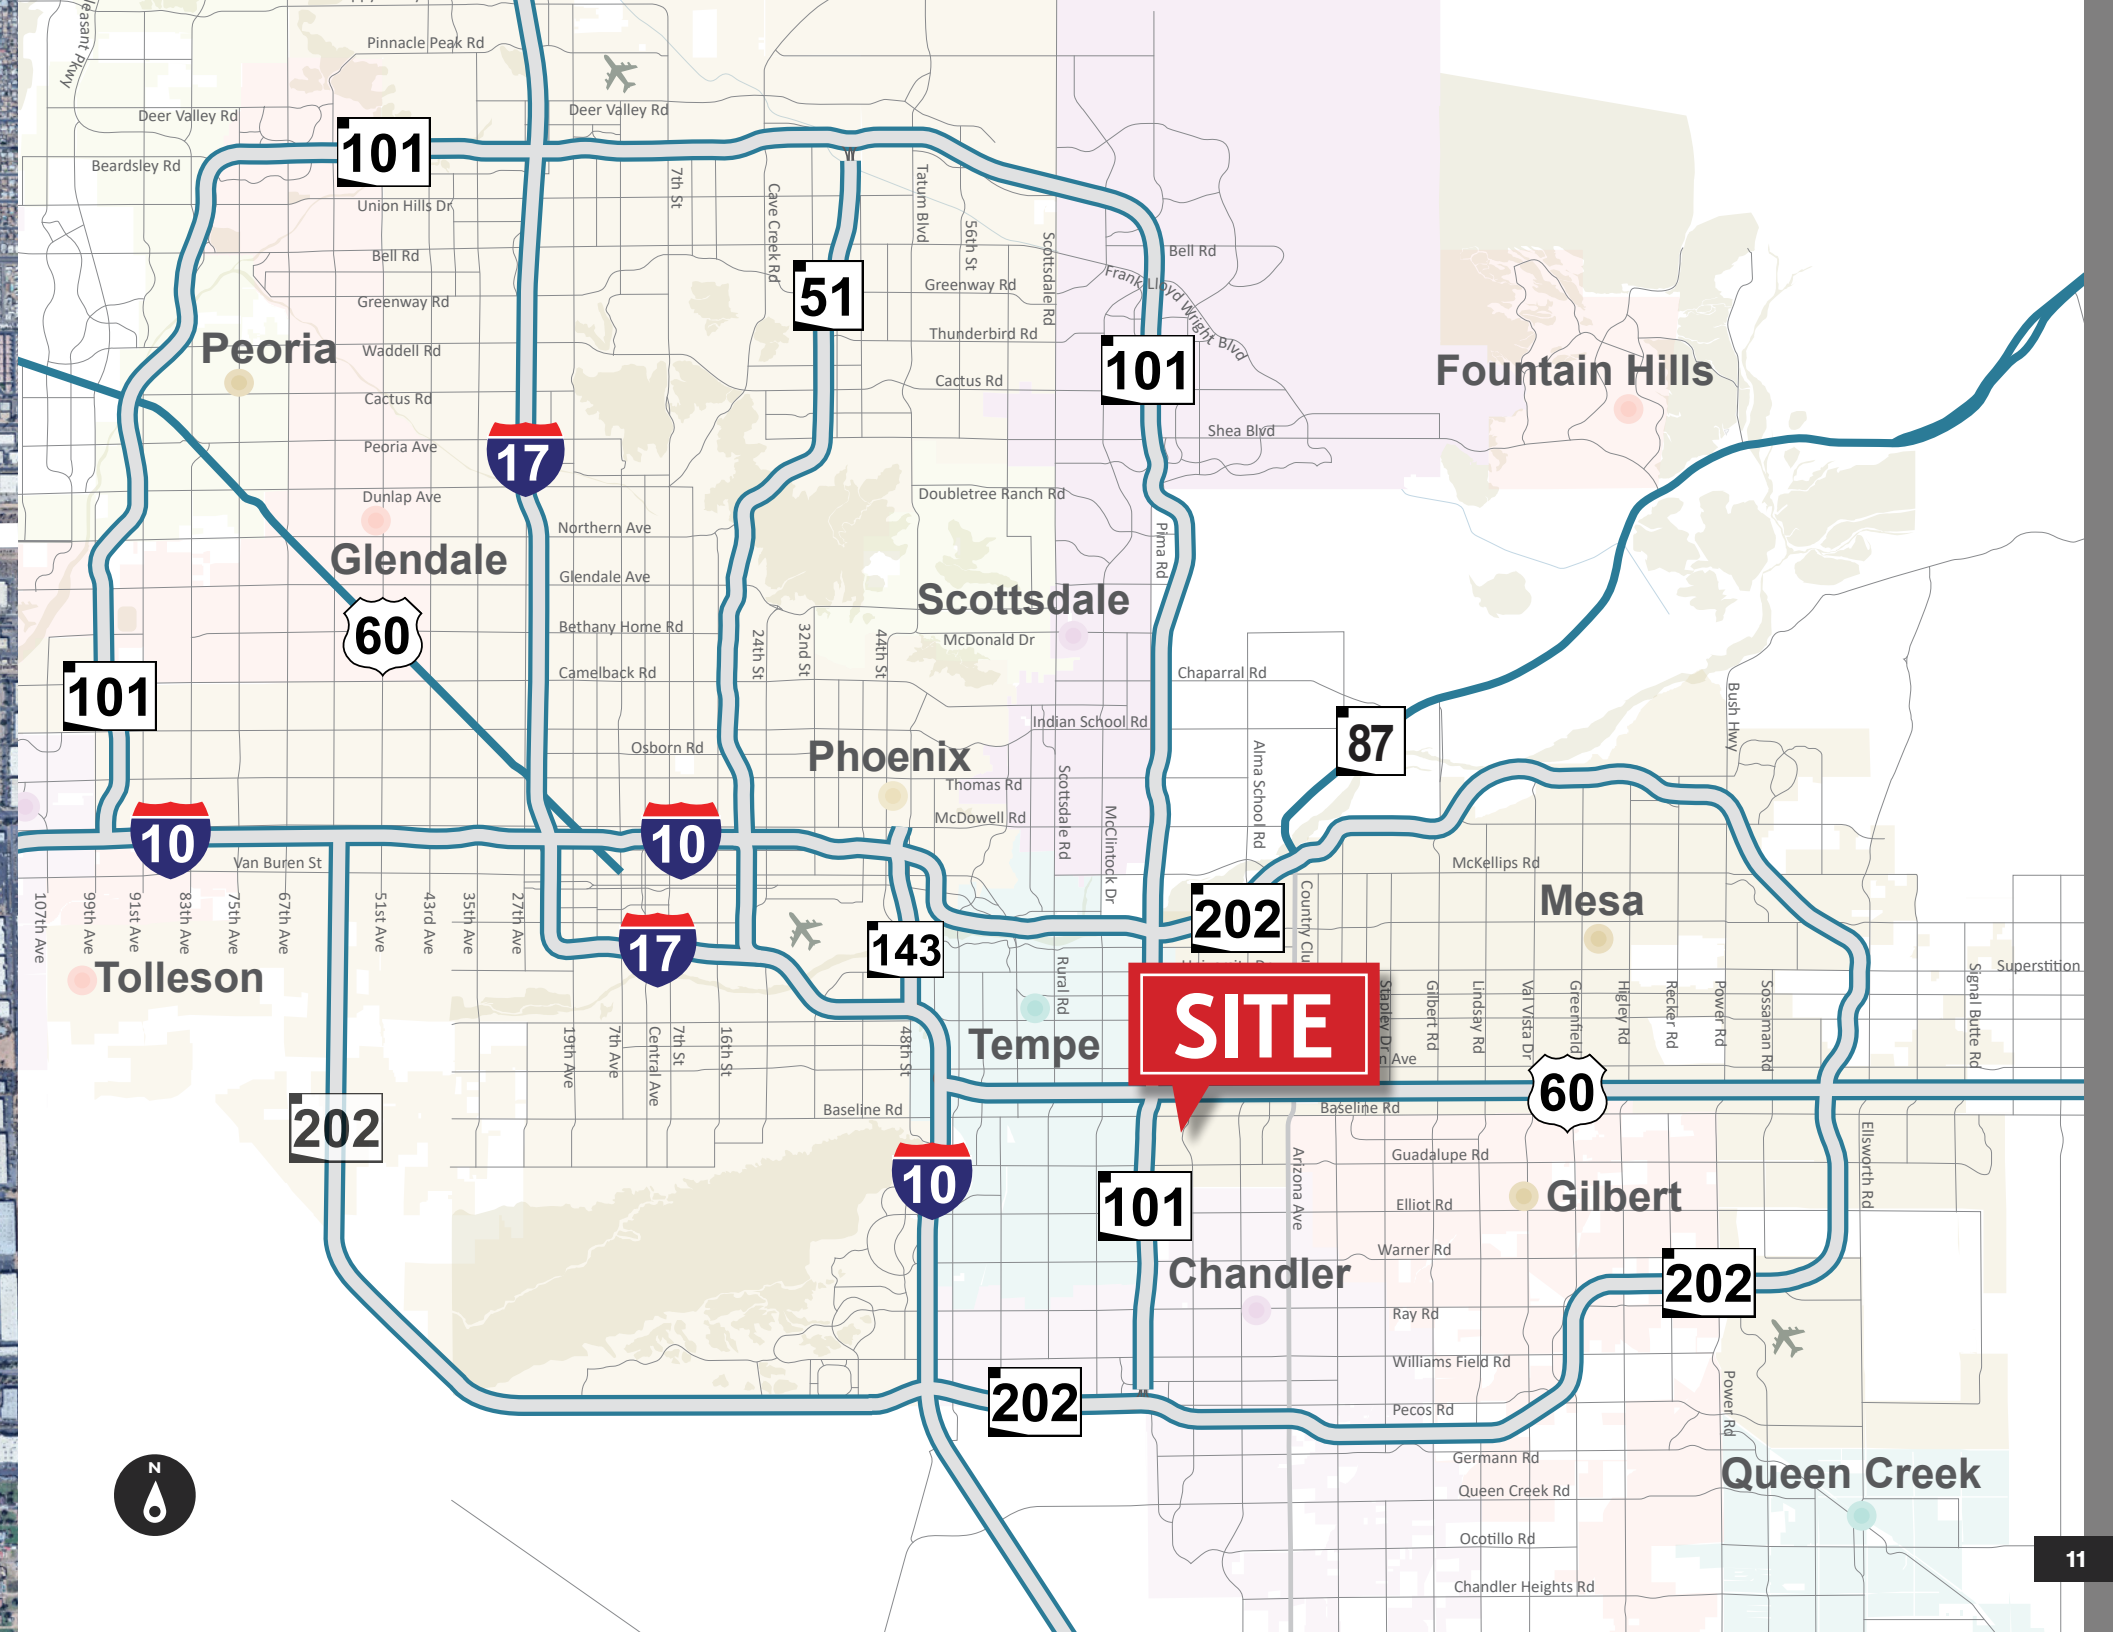 Pinnacle Peak Rd
Deer Valley Rd
Deer Valley Rd
101
Beardsley Rd
Union Hills Dr
7th St
Cave Creek Rd
Tatum Blvd
56th St
Scottsdale Rd
Bell Rd
Bell Rd
Frank Lloyd Wright Blvd
Greenway Rd
Greenway Rd
51
Thunderbird Rd
Peoria
Waddell Rd
101
Fountain Hills
Cactus Rd
Cactus Rd
Shea Blvd
Peoria Ave
17
Dunlap Ave
Doubletree Ranch Rd
Northern Ave
Pima Rd
Glendale
Glendale Ave
Scottsdale
60
Bethany Home Rd
24th St
32nd St
44th St
McDonald Dr
Camelback Rd
Chaparral Rd
101
Indian School Rd
Bush Hwy
87
Osborn Rd
Phoenix
Alma School Rd
Thomas Rd
Scottsdale Rd
McClintock Dr
McDowell Rd
10
10
Van Buren St
McKellips Rd
107th Ave
99th Ave
91st Ave
83th Ave
75th Ave
67th Ave
51st Ave
43rd Ave
35th Ave
27th Ave
17
143
202
Country Clu
Mesa
Tolleson
Rural Rd
Superstition
SITE
Stapley Dr
Gilbert Rd
Lindsay Rd
Val Vista Dr
Greenfield
Higley Rd
Recker Rd
Power Rd
Sossaman Rd
Signal Butte Rd
19th Ave
7th Ave
Central Ave
7th St
16th St
48th St
Tempe
n Ave
60
202
Baseline Rd
Baseline Rd
Ellsworth Rd
Arizona Ave
Guadalupe Rd
10
101
Elliot Rd
Gilbert
Warner Rd
Chandler
202
Ray Rd
Williams Field Rd
Power Rd
202
Pecos Rd
Germann Rd
Queen Creek
Queen Creek Rd
N
Ocotillo Rd
11
Chandler Heights Rd